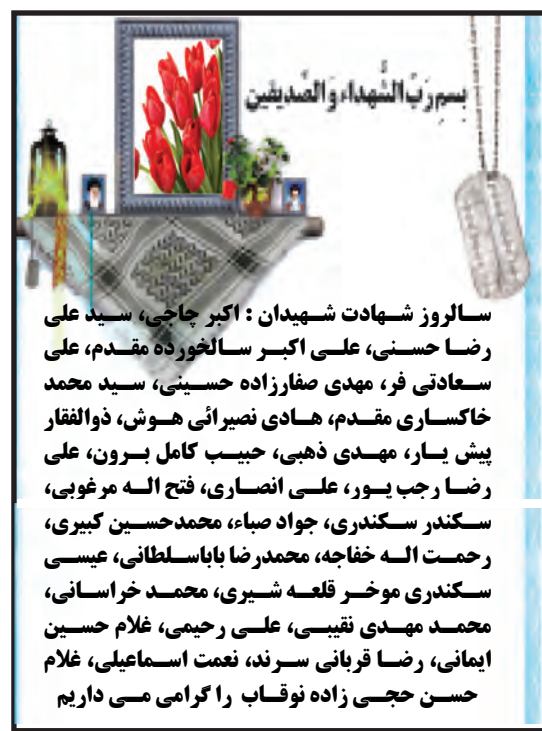 بسم رَبّ الشُّهداء وَ الصّدیقین
سالروز شهادت شهیدان : اکبر چاجی، سید علی
رضا حسنی، علی اکبر سالخورده مقدم، علی
سعادتی فر، مهدی صفارزاده حسینی، سید محمد
خاکساری مقدم، هادی نصیرائی هوش، ذوالفقار
پیش یار، مهدی ذهبی، حبیب کامل برون، علی
رضا رجب پور، علی انصاری، فتح اله مرغوبی،
سکندر سکندری، جواد صباء، محمدحسین کبیری،
رحمت اله خفاجه، محمدرضا باباسلطانی، عیسی
سکندری موخر قلعه شیری، محمد خراسانی،
محمد مهدی نقیبی، علی رحیمی، غلام حسین
ایمانی، رضا قربانی سرند، نعمت اسماعیلی، غلام
حسن حجی زاده نوقاب را گرامی می داریم